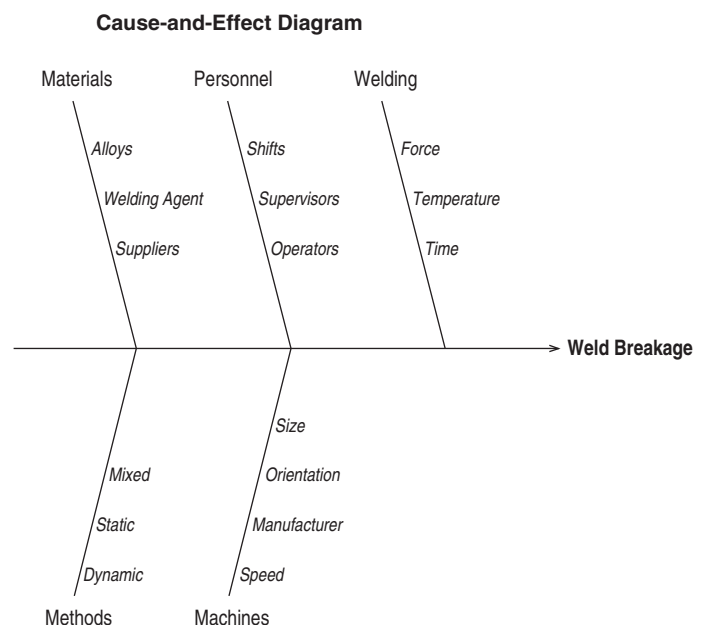 Cause-and-Effect Diagram
Materials
Personnel
Welding
Alloys
Welding Agent
Suppliers
Shifts
Supervisors
Operators
Force
Temperature
Time
Weld Breakage
Mixed
Static
Dynamic
Methods
Size
Orientation
Manufacturer
Speed
Machines